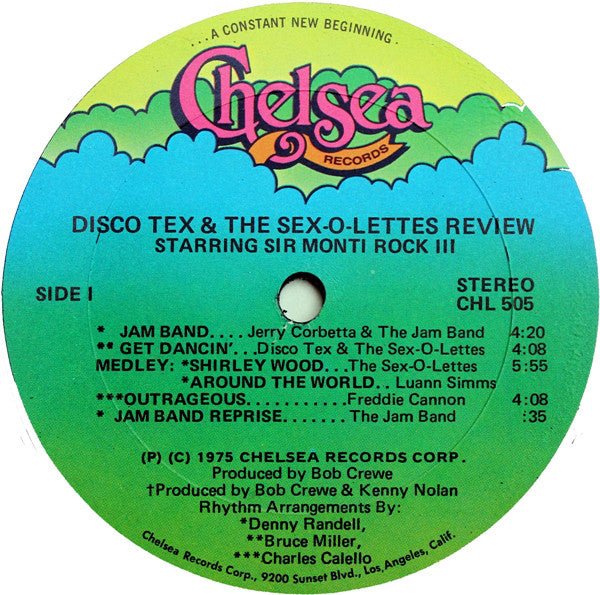 ...A CONSTANT NEW BEGINNING.
Chelsea
RECORDS
DISCO TEX & THE SEX-O-LETTES REVIEW
STARRING SIR MONTI ROCK III
SIDE I
STEREO
CHL 505
* JAM BAND.... Jerry Corbetta & The Jam Band 4:20
** GET DANCIN'...Disco Tex & The Sex-O-Lettes 4:08
MEDLEY: *SHIRLEY WOOD...The Sex-O-Lettes 5:55
*AROUND THE WORLD.. Luann Simms
***OUTRAGEOUS...........Freddie Cannon 4:08
* JAM BAND REPRISE.......The Jam Band :35
(P) (C) 1975 CHELSEA RECORDS CORP.
Produced by Bob Crewe
†Produced by Bob Crewe & Kenny Nolan
Rhythm Arrangements By:
*Denny Randell,
**Bruce Miller,
***Charles Calello
Chelsea Records Corp., 9200 Sunset Blvd., Los Angeles, Calif.